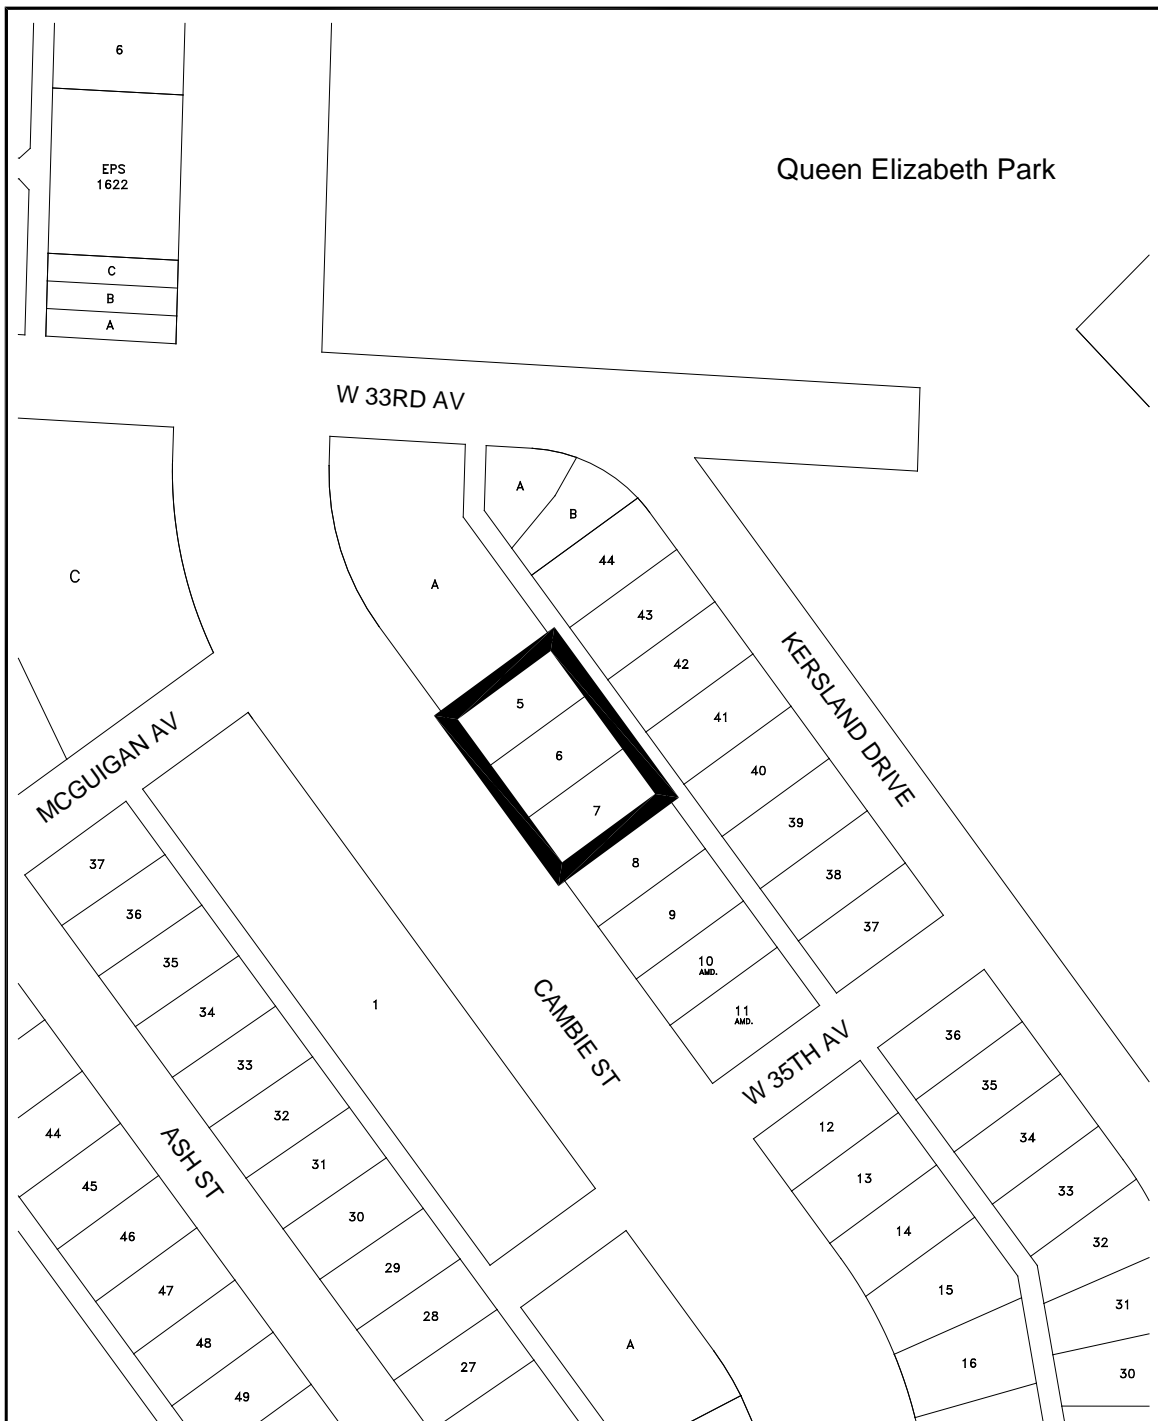 6
EPS
1622
Queen Elizabeth Park
C
B
A
W 33RD AV
A
B
44
C
A
43
42
5
41
6
40
7
39
KERSLAND DRIVE
MCGUIGAN AV
37
8
38
36
9
37
35
10
AMD.
34
1
11
AMD.
CAMBIE ST
33
W 35TH AV
36
32
35
44
12
34
ASH ST
31
13
33
45
30
14
32
46
29
15
31
47
28
16
30
48
27
A
49